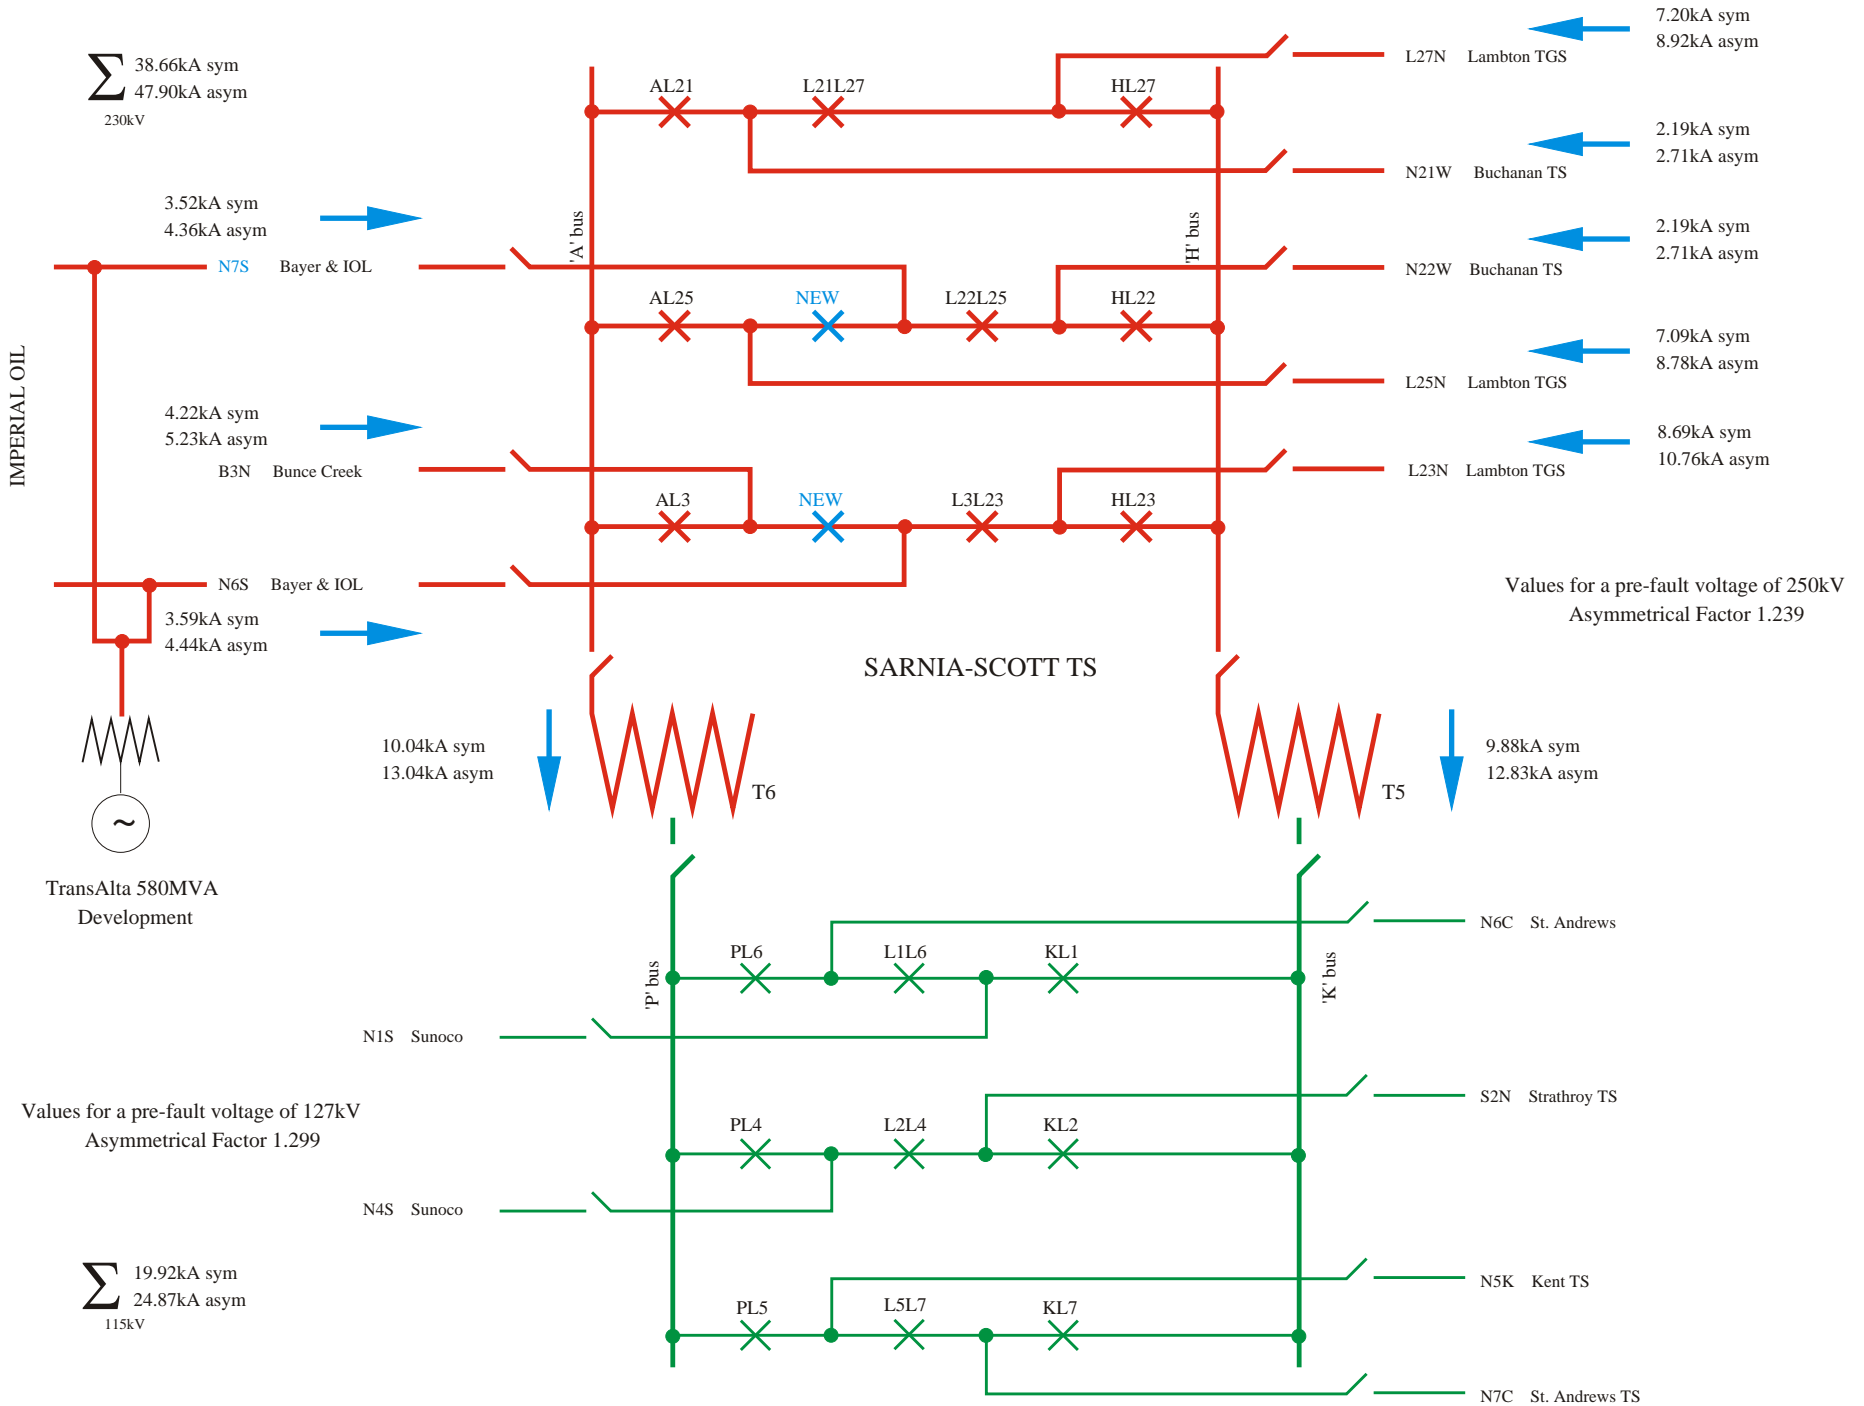 7.20kA sym
8.92kA asym
L27N Lambton TGS
∑ 38.66kA sym
47.90kA asym
230kV
AL21
L21L27
HL27
2.19kA sym
2.71kA asym
N21W Buchanan TS
3.52kA sym
4.36kA asym
'A' bus
'H' bus
2.19kA sym
2.71kA asym
N7S Bayer & IOL
N22W Buchanan TS
AL25
NEW
L22L25
HL22
7.09kA sym
8.78kA asym
L25N Lambton TGS
IMPERIAL OIL
4.22kA sym
5.23kA asym
B3N Bunce Creek
8.69kA sym
10.76kA asym
L23N Lambton TGS
AL3
NEW
L3L23
HL23
N6S Bayer & IOL
3.59kA sym
4.44kA asym
Values for a pre-fault voltage of 250kV
Asymmetrical Factor 1.239
SARNIA-SCOTT TS
10.04kA sym
13.04kA asym
T6
T5
9.88kA sym
12.83kA asym
~
TransAlta 580MVA
Development
N6C St. Andrews
PL6
L1L6
KL1
'P' bus
'K' bus
N1S Sunoco
S2N Strathroy TS
Values for a pre-fault voltage of 127kV
Asymmetrical Factor 1.299
PL4
L2L4
KL2
N4S Sunoco
∑ 19.92kA sym
24.87kA asym
115kV
N5K Kent TS
PL5
L5L7
KL7
N7C St. Andrews TS